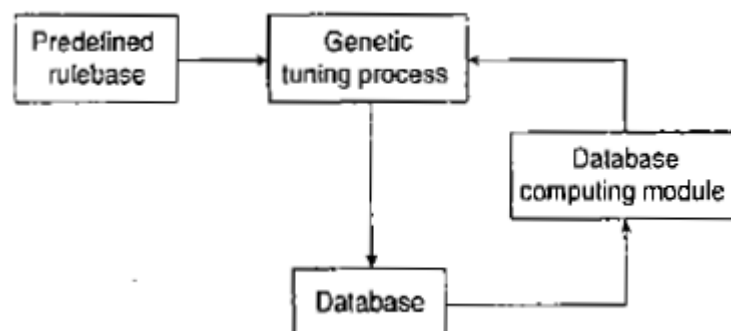 Predefined
rulebase
Genetic
tuning process
Database
computing module
Database